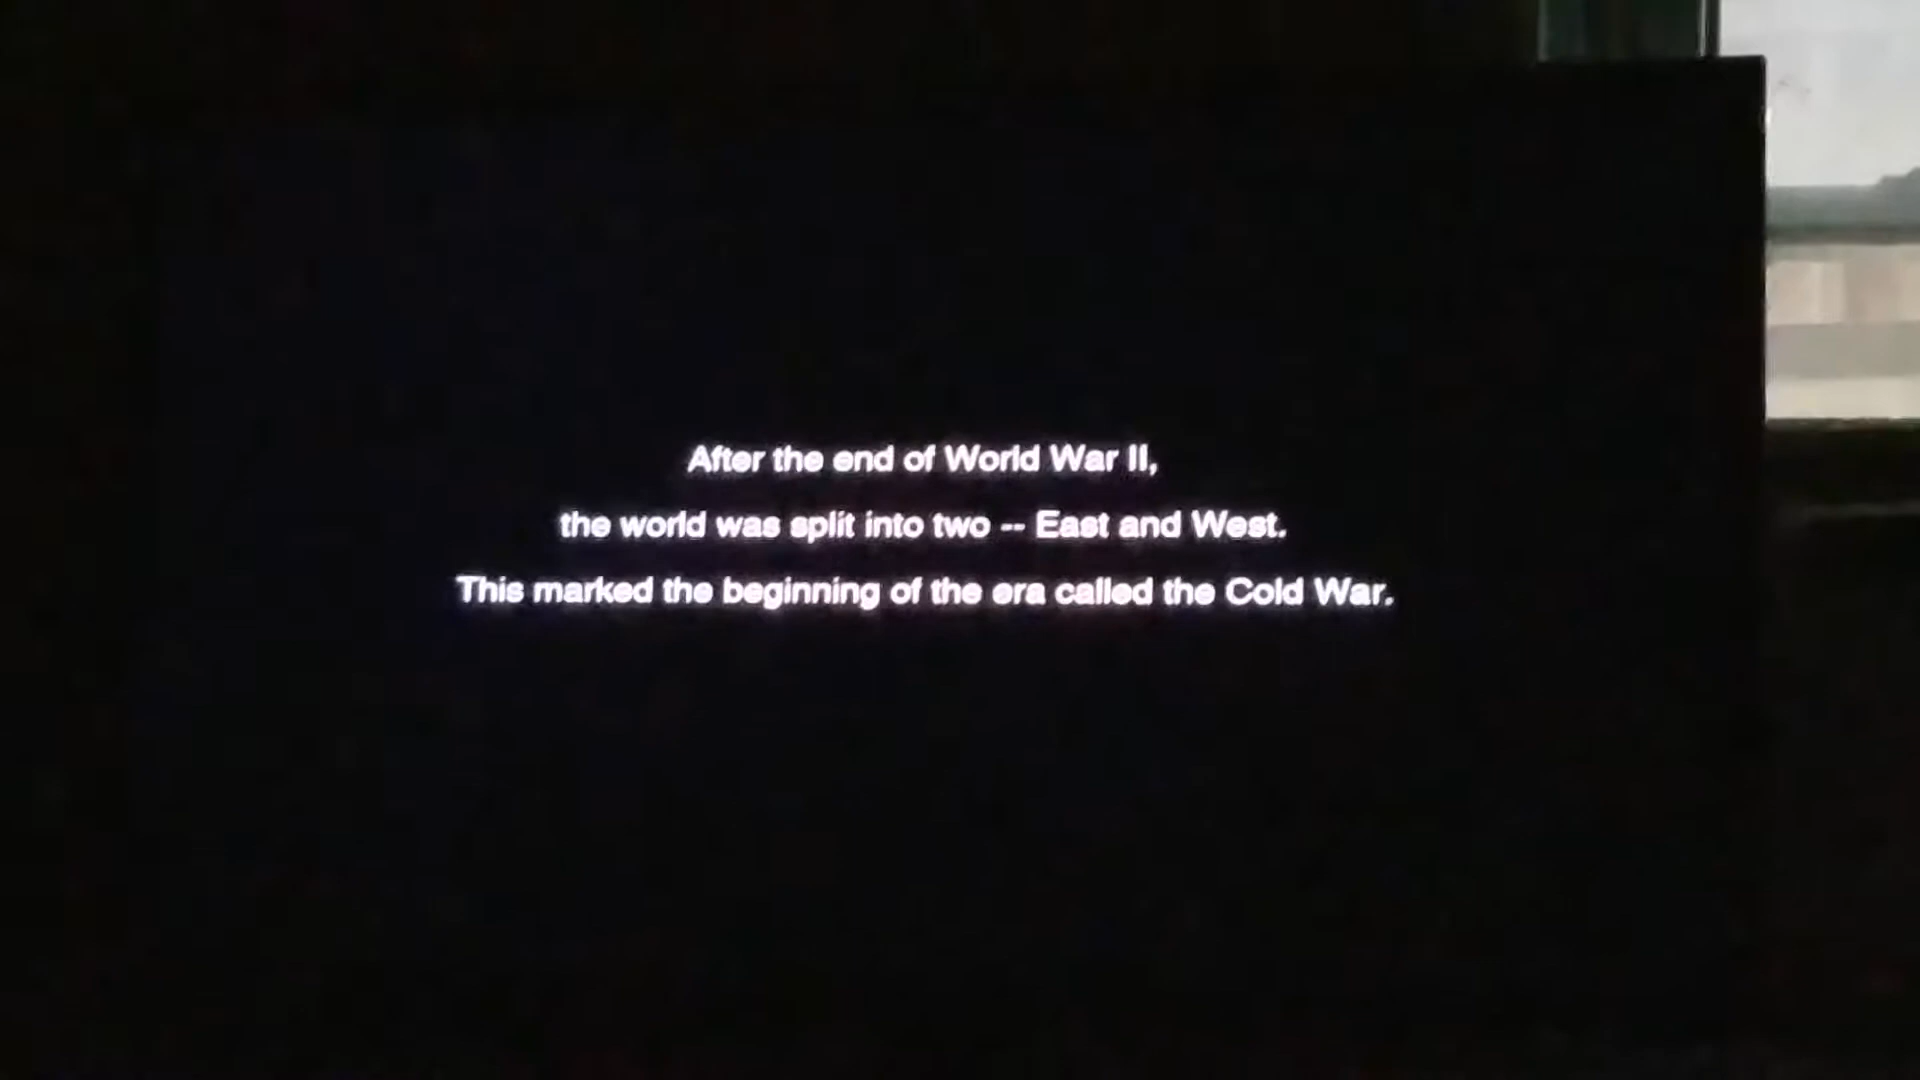 After the end of World War II,
the world was split into two -- East and West.
This marked the beginning of the era called the Cold War.